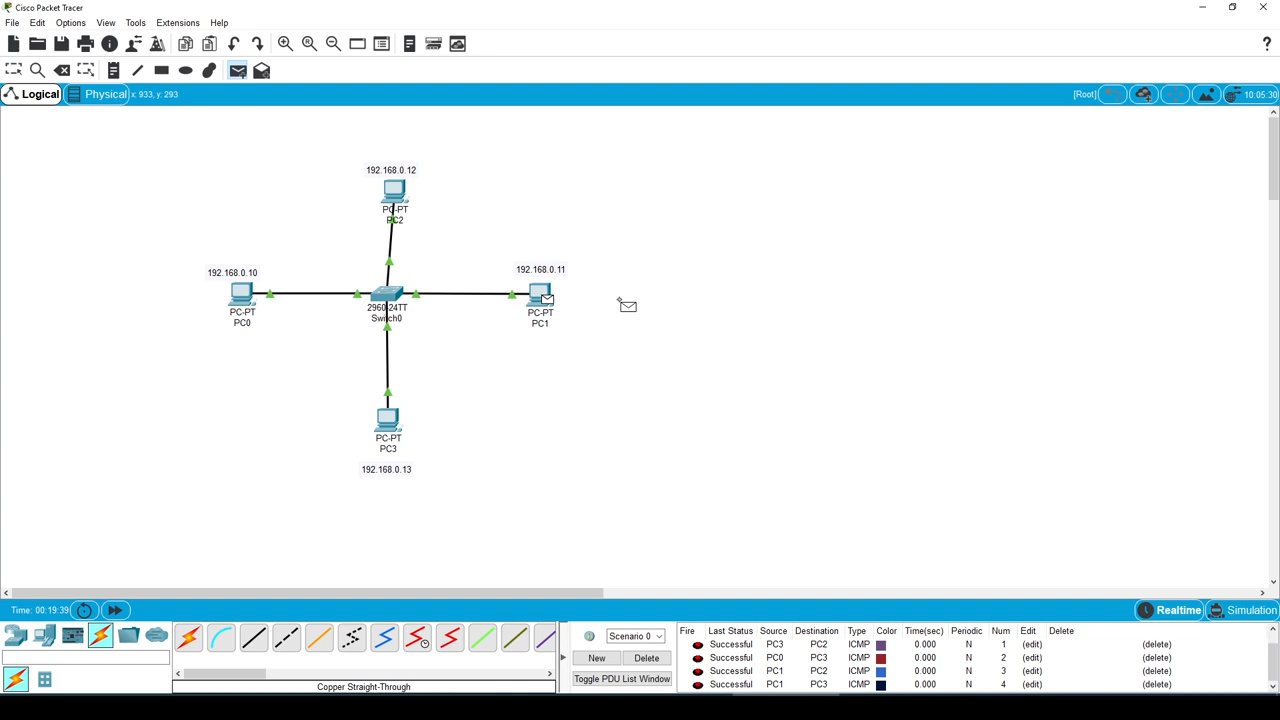 Cisco Packet Tracer
File Edit Options View Tools Extensions Help
?
Logical Physical x: 933, y: 293 [Root] 10:05:30
192.168.0.12
PC-PT
PC2
192.168.0.10
PC-PT
PC0
2960-24TT
Switch0
192.168.0.11
PC-PT
PC1
PC-PT
PC3
192.168.0.13
Time: 00:19:39 Realtime Simulation
Scenario 0
New Delete
Toggle PDU List Window
Copper Straight-Through
Fire Last Status Source Destination Type Color Time(sec) Periodic Num Edit Delete
Successful PC3 PC2 ICMP 0.000 N 1 (edit) (delete)
Successful PC0 PC3 ICMP 0.000 N 2 (edit) (delete)
Successful PC1 PC2 ICMP 0.000 N 3 (edit) (delete)
Successful PC1 PC3 ICMP 0.000 N 4 (edit) (delete)